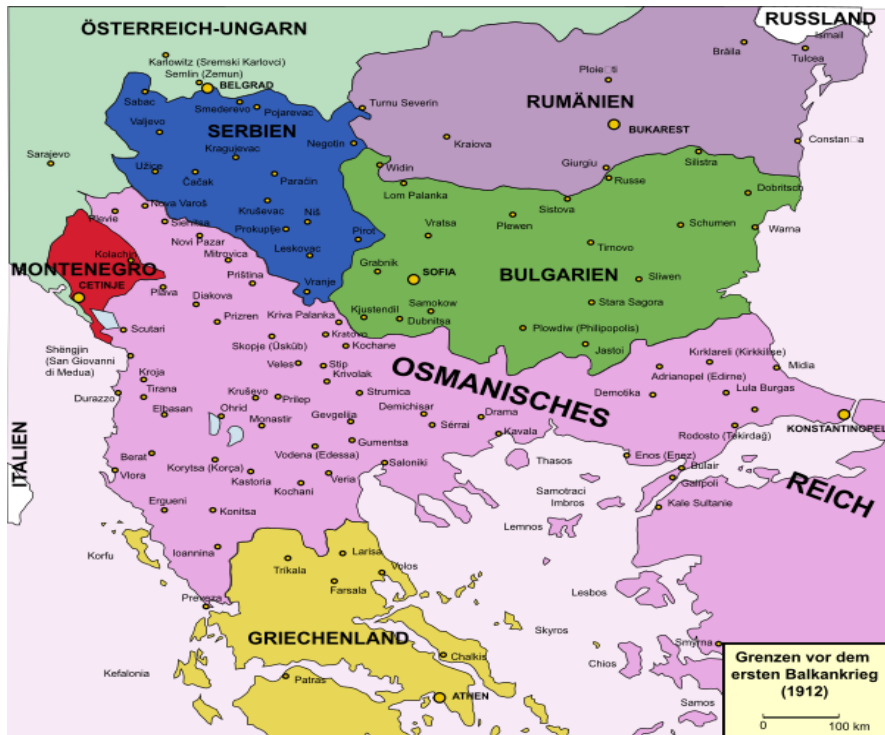 ÖSTERREICH-UNGARN
RUSSLAND
Ismail
Brăila
Tulcea
Karlowitz (Sremski Karlovci)
Semlin (Zemun)
BELGRAD
Sabac
Smederevo
Pojarevac
Turnu Severin
RUMÄNIEN
BUKAREST
Valjevo
SERBIEN
Kragujevac
Negotin
Kraiova
Giurgiu
Silistra
Sarajevo
Užice
Čačak
Paraćin
Widin
Lom Palanka
Russe
Dobritsch
Nova Varoš
Plevie
Sienitsa
Kruševac
Niš
Prokuplje
Pirot
Vratsa
Plewen
Sistova
Schumen
Warna
Novi Pazar
Mitrovica
Leskovac
Grabnik
SOFIA
Tirnovo
BULGARIEN
Sliwen
Kolachin
MONTENEGRO
CETINJE
Plava
Priština
Vranje
Diakova
Kriva Palanka
Kjustendil
Samokow
Dubnitsa
Stara Sagora
Scutari
Prizren
Kratovo
Kochane
Plowdiw (Philipopolis)
Jastoi
Skopje (Üsküb)
Shëngjin
(San Giovanni
di Medua)
Veles
Stip
Krivolak
OSMANISCHES
REICH
Kirklareli (Kirkkilise)
Adrianopel (Edirne)
Midia
Kroja
Tirana
Durazzo
Elbasan
Kruševo
Prilep
Strumica
Demotika
Lula Burgas
Ohrid
Monastir
Gevgelija
Demichisar
Sérrai
Drama
Kavala
Rodosto (Tekirdağ)
KONSTANTINOPEL
ITALIEN
Berat
Vlora
Korytsa (Korça)
Vodena (Edessa)
Gumentsa
Saloniki
Enos (Enez)
Bulair
Thasos
Galipoli
Kale Sultanie
Kastoria
Kochani
Veria
Samotraci
Imbros
Ergueni
Konitsa
Lemnos
Korfu
Ioannina
Larisa
Trikala
Volos
Farsala
Preveza
Lesbos
GRIECHENLAND
Skyros
Smyrna
Chios
Chalkis
Kefalonia
Patras
ATHEN
Samos
Grenzen vor dem
ersten Balkankrieg
(1912)
0
100 km